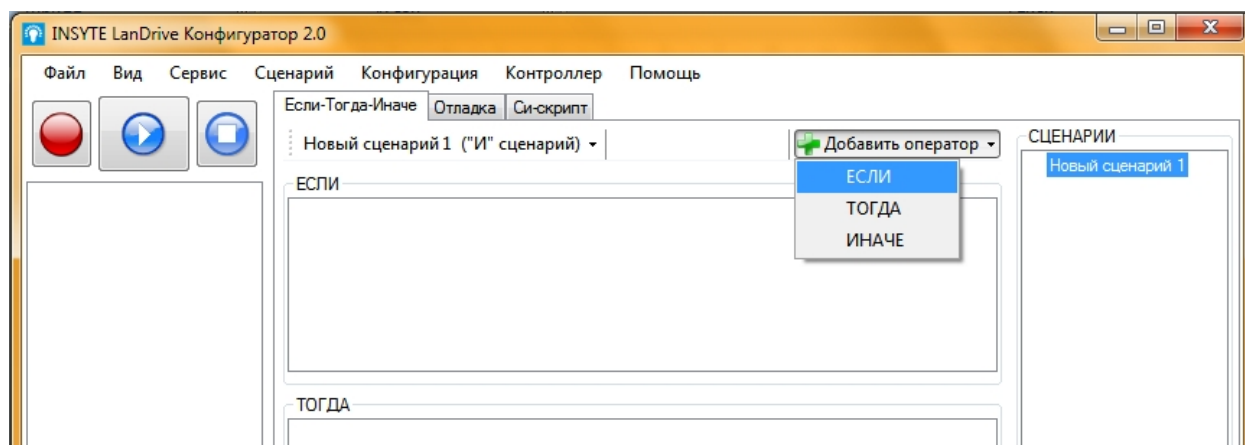 INSYTE LanDrive Конфигуратор 2.0
Файл Вид Сервис Сценарий Конфигурация Контроллер Помощь
Если-Тогда-Иначе Отладка Си-скрипт
Новый сценарий 1 ("И" сценарий) Добавить оператор СЦЕНАРИИ
ЕСЛИ Новый сценарий 1
ЕСЛИ
ТОГДА
ИНАЧЕ
ТОГДА